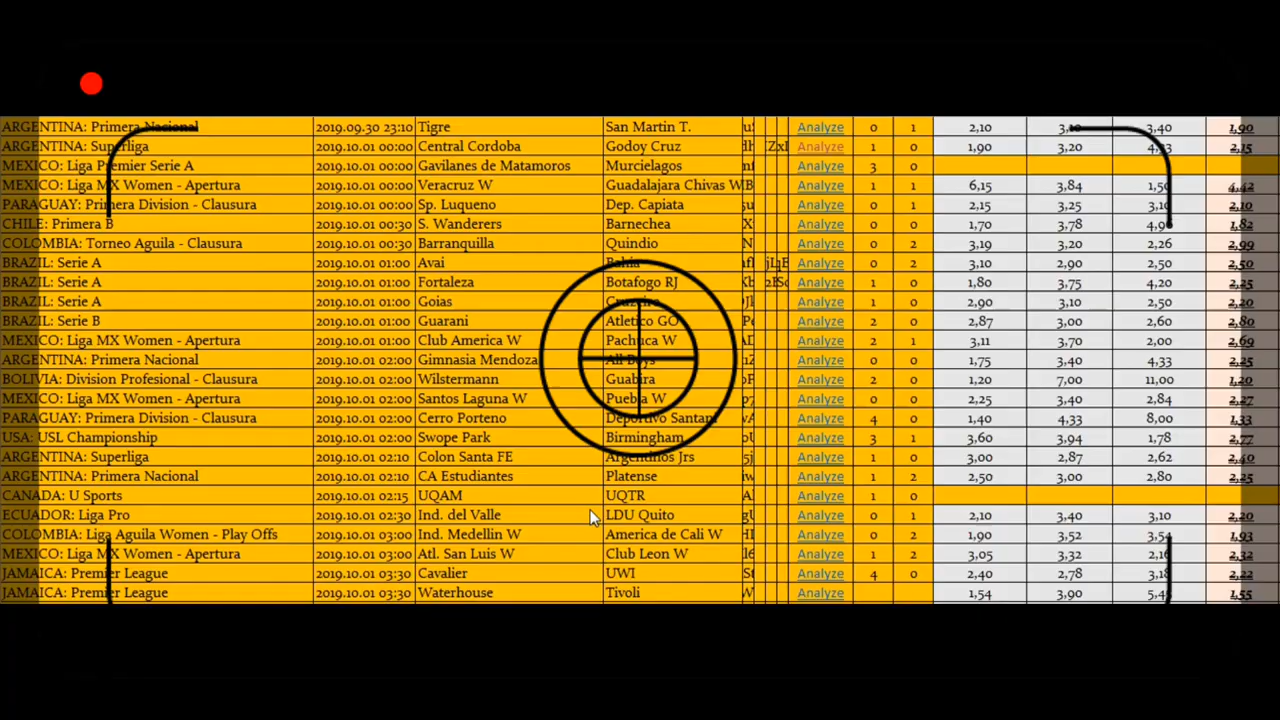 ARGENTINA: Primera Nacional 2019.09.30 23:10 Tigre San Martin T. Analyze 0 1 2,10 3,10 3,40 1,90
ARGENTINA: Superliga 2019.10.01 00:00 Central Cordoba Godoy Cruz Analyze 1 0 1,90 3,20 4,33 2,15
MEXICO: Liga Premier Serie A 2019.10.01 00:00 Gavilanes de Matamoros Murcielagos Analyze 3 0
MEXICO: Liga MX Women - Apertura 2019.10.01 00:00 Veracruz W Guadalajara Chivas W Analyze 1 1 6,15 3,84 1,50 4,42
PARAGUAY: Primera Division - Clausura 2019.10.01 00:00 Sp. Luqueno Dep. Capiata Analyze 1 0 2,15 3,25 3,10 2,10
CHILE: Primera B 2019.10.01 00:30 S. Wanderers Barnechea Analyze 1 0 1,70 3,78 1,82
COLOMBIA: Torneo Aguila - Clausura 2019.10.01 00:30 Barranquilla Quindio Analyze 0 2 3,19 3,20 2,26 2,99
BRAZIL: Serie A 2019.10.01 01:00 Avai Bahia Analyze 0 2 3,10 2,90 2,50 2,50
BRAZIL: Serie A 2019.10.01 01:00 Fortaleza Botafogo RJ Analyze 1 0 1,80 3,75 4,20 2,25
BRAZIL: Serie A 2019.10.01 01:00 Goias Cruzeiro Analyze 1 0 2,90 3,10 2,50 2,20
BRAZIL: Serie B 2019.10.01 01:00 Guarani Atletico GO Analyze 2 0 2,87 3,00 2,60 2,80
MEXICO: Liga MX Women - Apertura 2019.10.01 01:00 Club America W Pachuca W Analyze 2 1 3,11 3,70 2,00 2,69
ARGENTINA: Primera Nacional 2019.10.01 02:00 Gimnasia Mendoza All Boys Analyze 0 0 1,75 3,40 4,33 2,25
BOLIVIA: Division Profesional - Clausura 2019.10.01 02:00 Wilstermann Guabira Analyze 2 0 1,20 7,00 11,00 1,20
MEXICO: Liga MX Women - Apertura 2019.10.01 02:00 Santos Laguna W Puebla W Analyze 0 0 2,25 3,40 2,84 2,27
PARAGUAY: Primera Division - Clausura 2019.10.01 02:00 Cerro Porteno Deportivo Santani Analyze 4 0 1,40 4,33 8,00 1,33
USA: USL Championship 2019.10.01 02:00 Swope Park Birmingham Analyze 3 1 3,60 3,94 1,78 2,77
ARGENTINA: Superliga 2019.10.01 02:10 Colon Santa FE Argentinos Jrs Analyze 1 0 3,00 2,87 2,62 2,40
ARGENTINA: Primera Nacional 2019.10.01 02:10 CA Estudiantes Platense Analyze 1 2 2,50 3,00 2,80 2,25
CANADA: U Sports 2019.10.01 02:15 UQAM UQTR Analyze 1 0
ECUADOR: Liga Pro 2019.10.01 02:30 Ind. del Valle LDU Quito Analyze 0 1 2,10 3,40 3,10 2,20
COLOMBIA: Liga Aguila Women - Play Offs 2019.10.01 03:00 Ind. Medellin W America de Cali W Analyze 0 2 1,90 3,52 3,54 1,93
MEXICO: Liga MX Women - Apertura 2019.10.01 03:00 Atl. San Luis W Club Leon W Analyze 1 2 3,05 3,32 2,32
JAMAICA: Premier League 2019.10.01 03:30 Cavalier UWI Analyze 4 0 2,40 2,78 2,22
JAMAICA: Premier League 2019.10.01 03:30 Waterhouse Tivoli Analyze 0 0 1,54 3,90 1,55